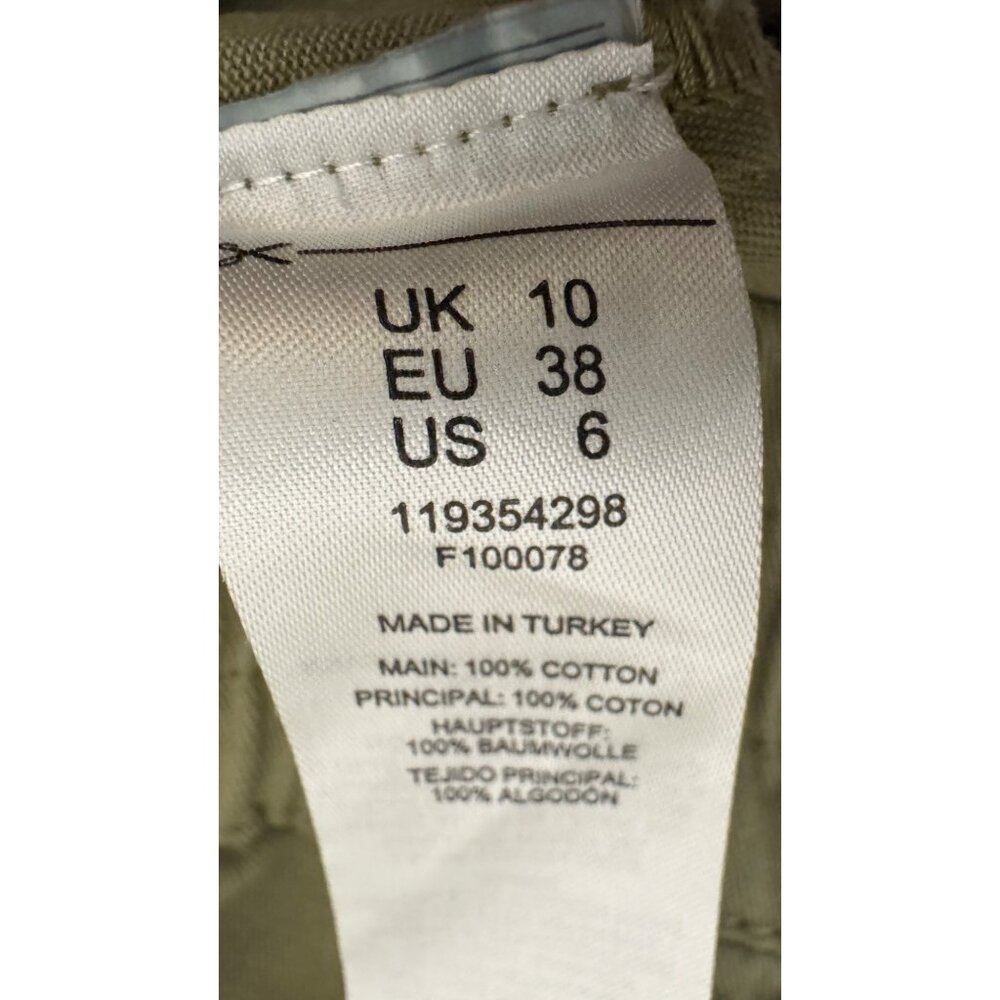 UK 10
EU 38
US 6
119354298
F100078
MADE IN TURKEY
MAIN: 100% COTTON
PRINCIPAL: 100% COTON
HAUPTSTOFF:
100% BAUMWOLLE
TEJIDO PRINCIPAL:
100% ALGODÓN